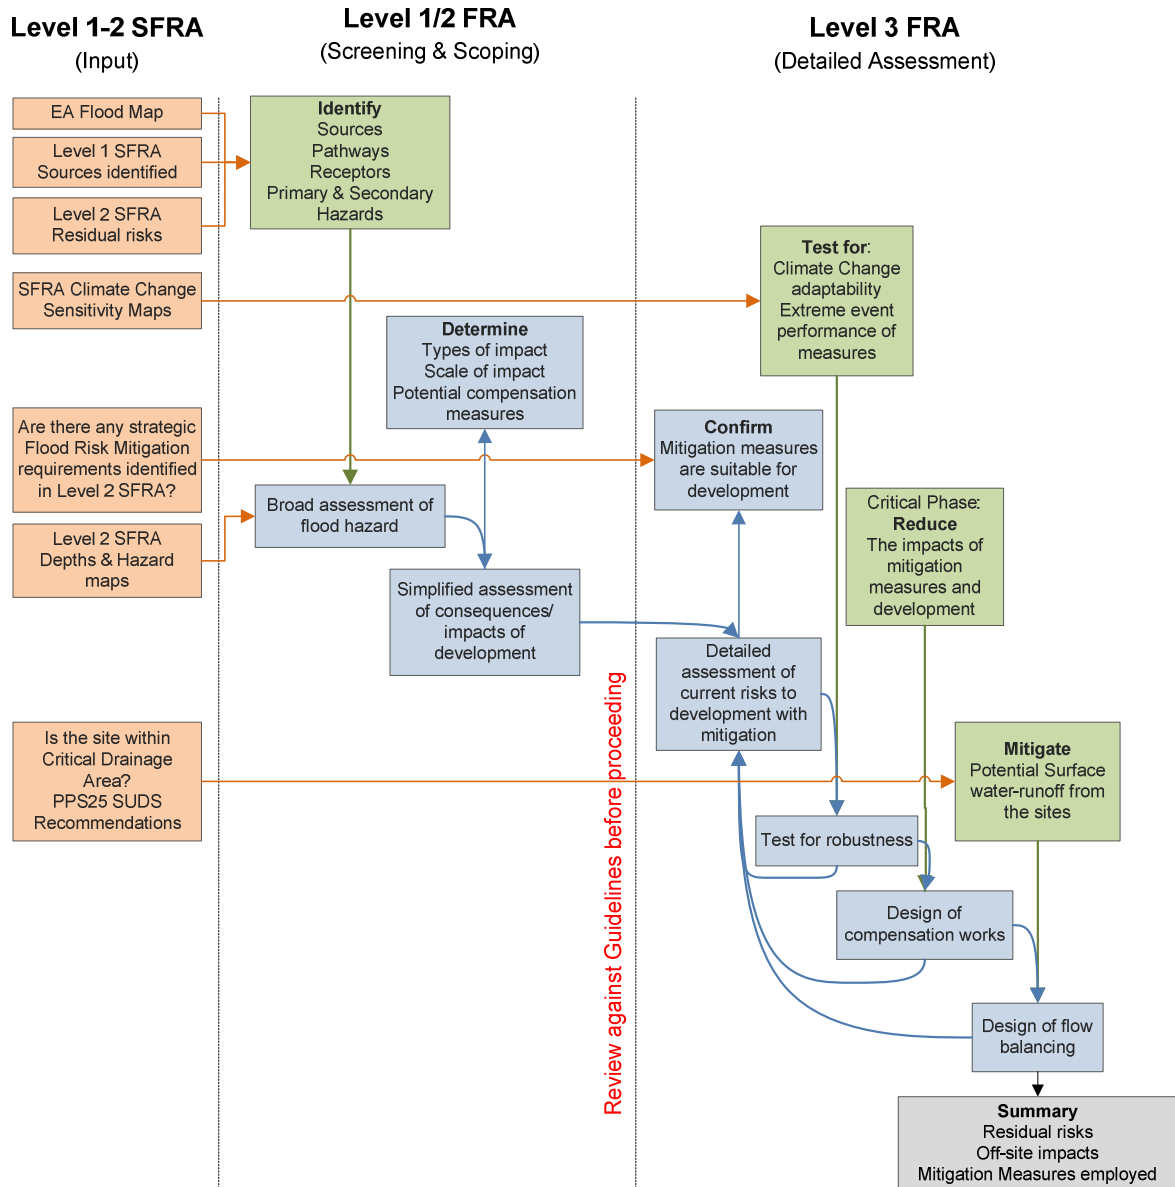 Level 1-2 SFRA
(Input)
Level 1/2 FRA
(Screening & Scoping)
Level 3 FRA
(Detailed Assessment)
EA Flood Map
Level 1 SFRA
Sources identified
Level 2 SFRA
Residual risks
SFRA Climate Change
Sensitivity Maps
Are there any strategic
Flood Risk Mitigation
requirements identified
in Level 2 SFRA?
Level 2 SFRA
Depths & Hazard
maps
Is the site within
Critical Drainage
Area?
PPS25 SUDS
Recommendations
Identify
Sources
Pathways
Receptors
Primary & Secondary
Hazards
Determine
Types of impact
Scale of impact
Potential compensation
measures
Broad assessment of
flood hazard
Simplified assessment
of consequences/
impacts of
development
Review against Guidelines before proceeding
Test for:
Climate Change
adaptability
Extreme event
performance of
measures
Confirm
Mitigation measures
are suitable for
development
Critical Phase:
Reduce
The impacts of
mitigation
measures and
development
Detailed
assessment of
current risks to
development with
mitigation
Mitigate
Potential Surface
water-runoff from
the sites
Test for robustness
Design of
compensation works
Design of flow
balancing
Summary
Residual risks
Off-site impacts
Mitigation Measures employed